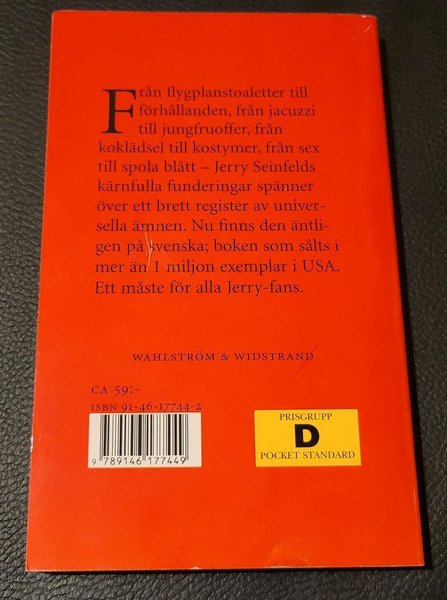 Från flygplanstoaletter till
förhållanden, från jacuzzi
till jungfruoffer, från
koklädsel till kostymer, från sex
till spola blått – Jerry Seinfelds
kärnfulla funderingar spänner
över ett brett register av univer-
sella ämnen. Nu finns den äntli-
gen på svenska; boken som sålts i
mer än 1 miljon exemplar i USA.
Ett måste för alla Jerry-fans.
WAHLSTRÖM & WIDSTRAND
CA 59:-
ISBN 91-46-17744-2
9 789146 177449
PRISGRUPP
D
POCKET STANDARD